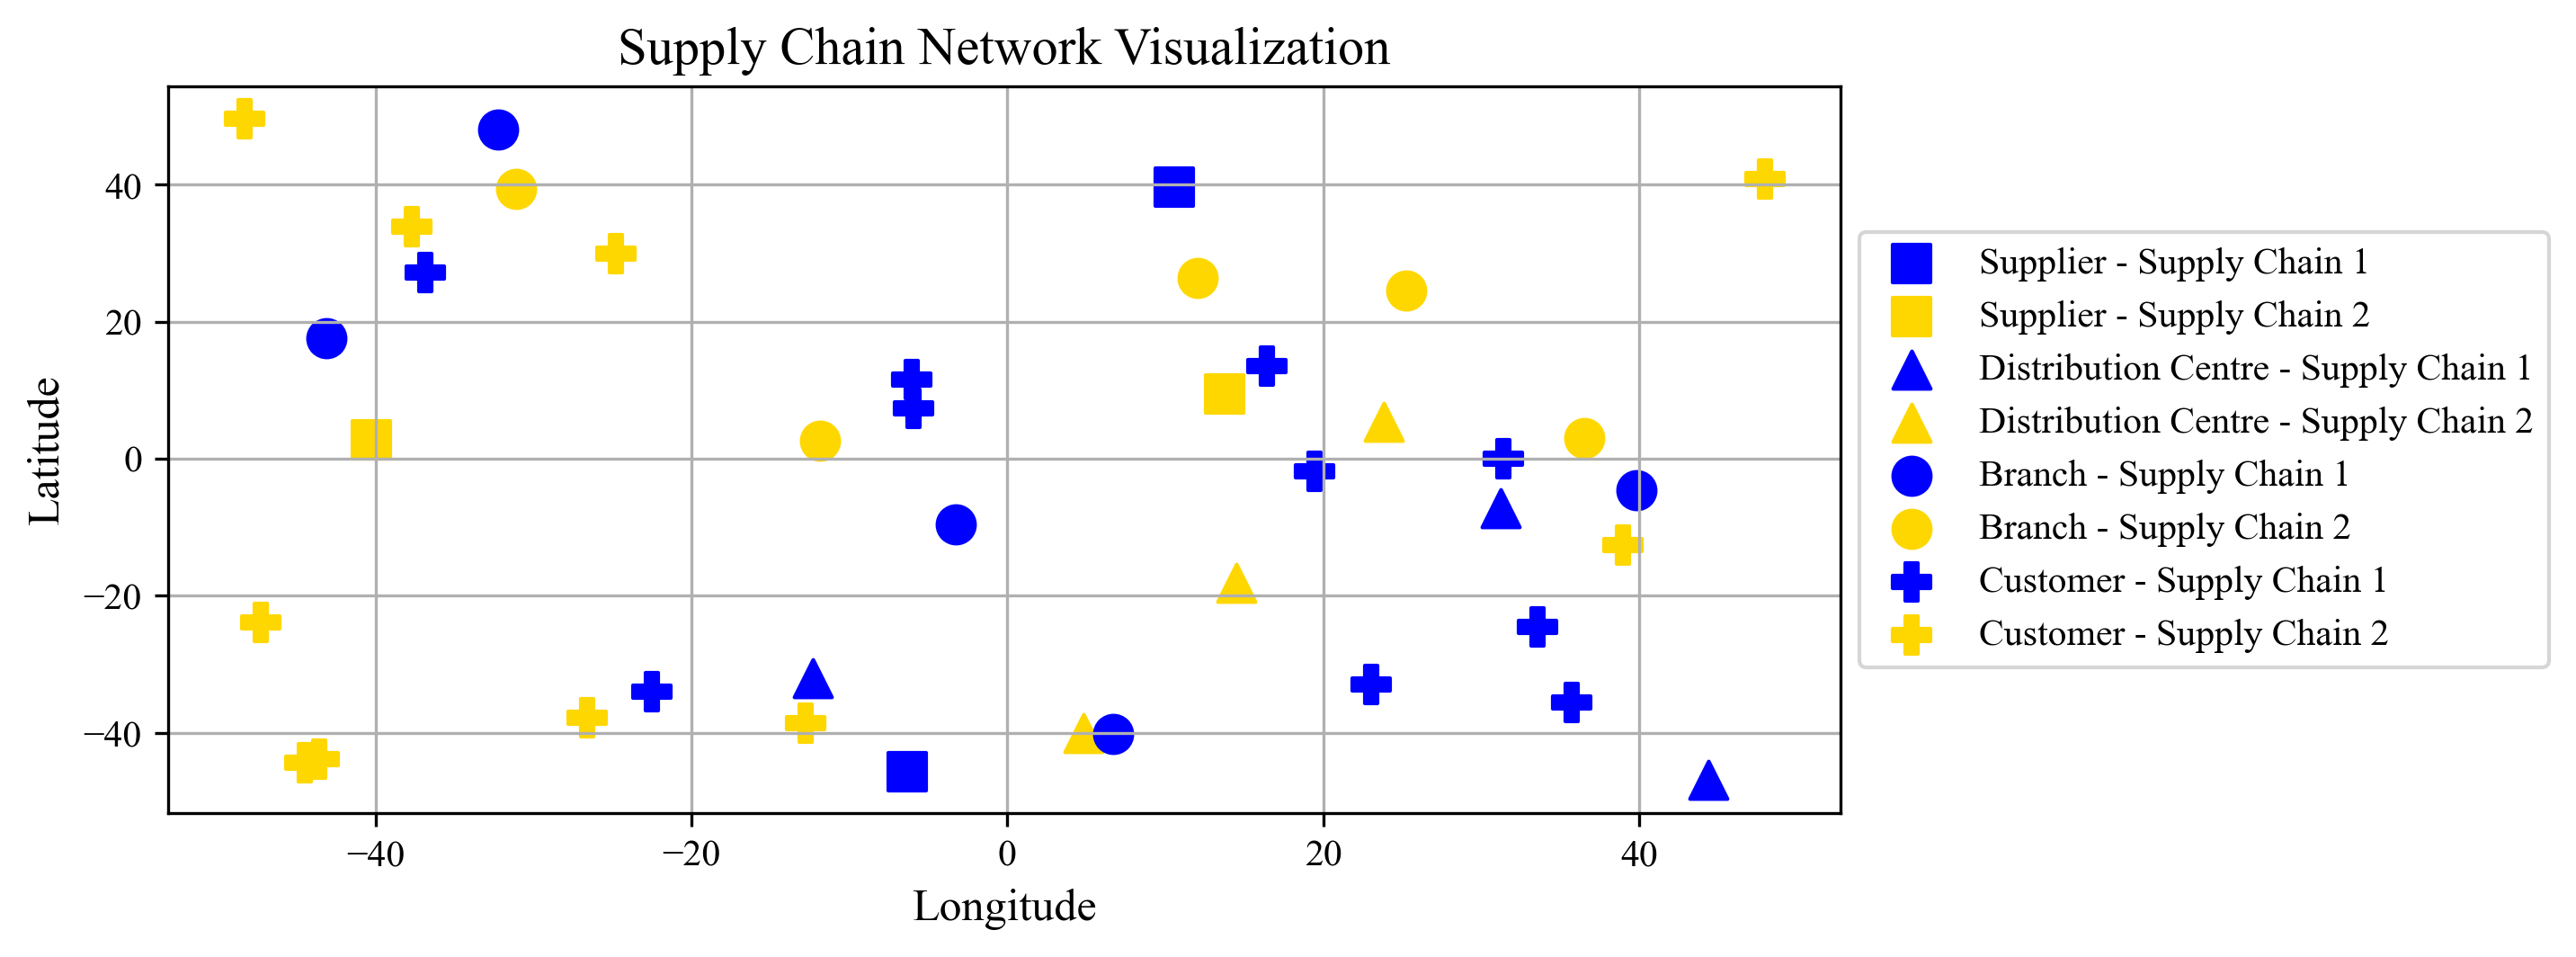 Supply Chain Network Visualization
40
20
0
−20
−40
Latitude
−40
−20
0
20
40
Longitude
Supplier - Supply Chain 1
Supplier - Supply Chain 2
Distribution Centre - Supply Chain 1
Distribution Centre - Supply Chain 2
Branch - Supply Chain 1
Branch - Supply Chain 2
Customer - Supply Chain 1
Customer - Supply Chain 2